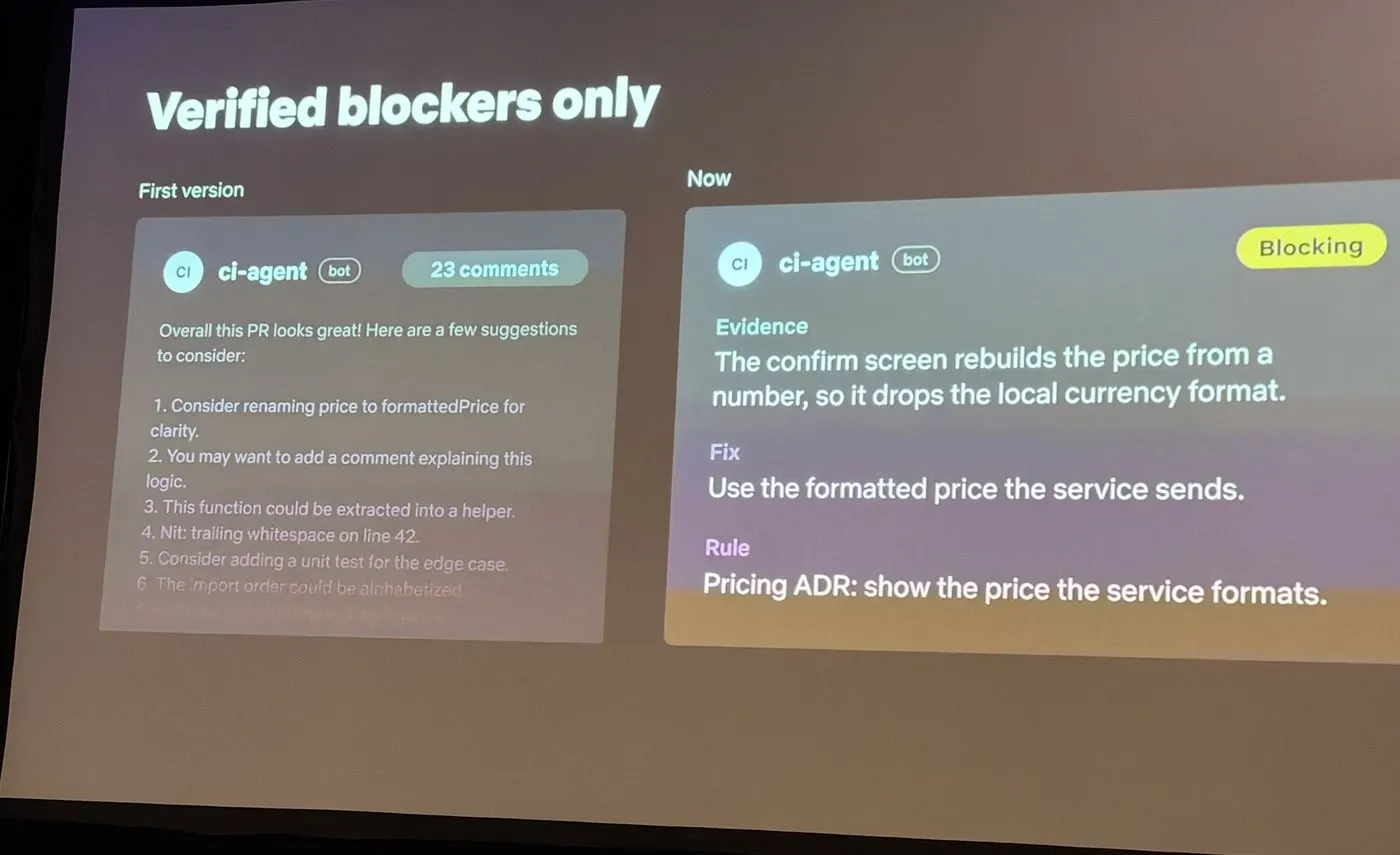 Verified blockers only
First version
CI ci-agent bot 23 comments
Overall this PR looks great! Here are a few suggestions
to consider:
1. Consider renaming price to formattedPrice for
clarity.
2. You may want to add a comment explaining this
logic.
3. This function could be extracted into a helper.
4. Nit: trailing whitespace on line 42.
5. Consider adding a unit test for the edge case.
6 The import order could be alphabetized
Now
CI ci-agent bot Blocking
Evidence
The confirm screen rebuilds the price from a
number, so it drops the local currency format.
Fix
Use the formatted price the service sends.
Rule
Pricing ADR: show the price the service formats.